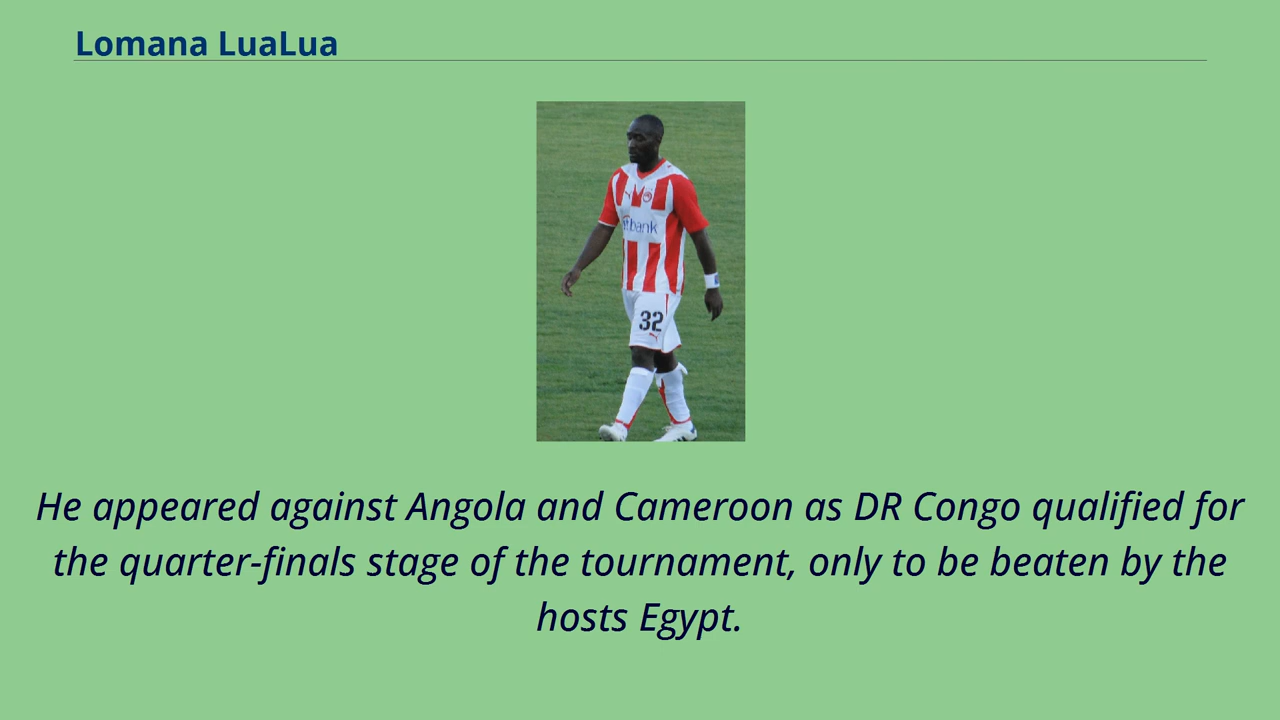 Lomana LuaLua
tbank
32
He appeared against Angola and Cameroon as DR Congo qualified for
the quarter-finals stage of the tournament, only to be beaten by the
hosts Egypt.